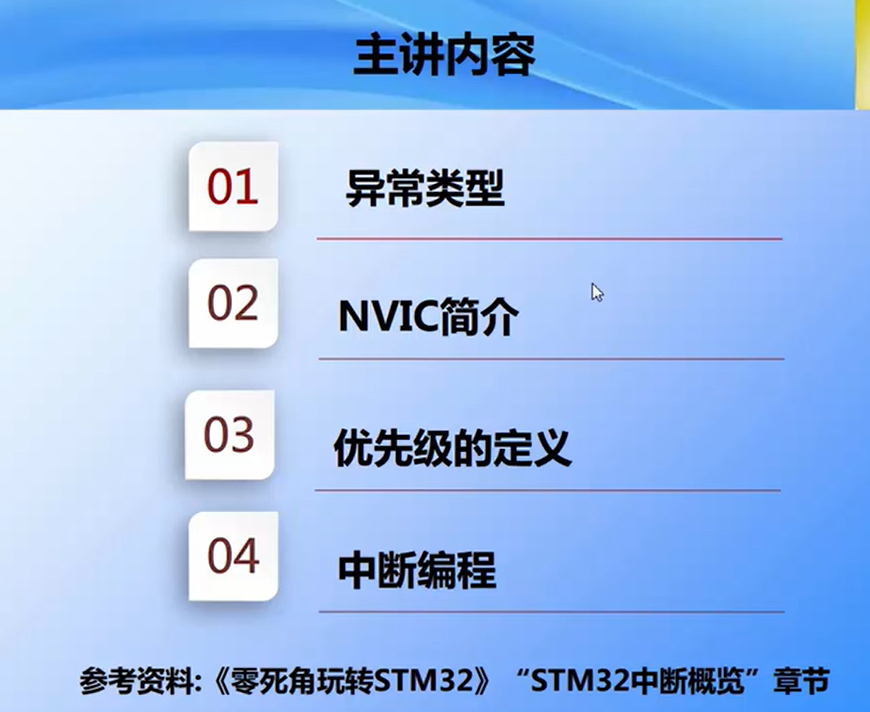 主讲内容
01 异常类型
02 NVIC简介
03 优先级的定义
04 中断编程
参考资料:《零死角玩转STM32》“STM32中断概览”章节